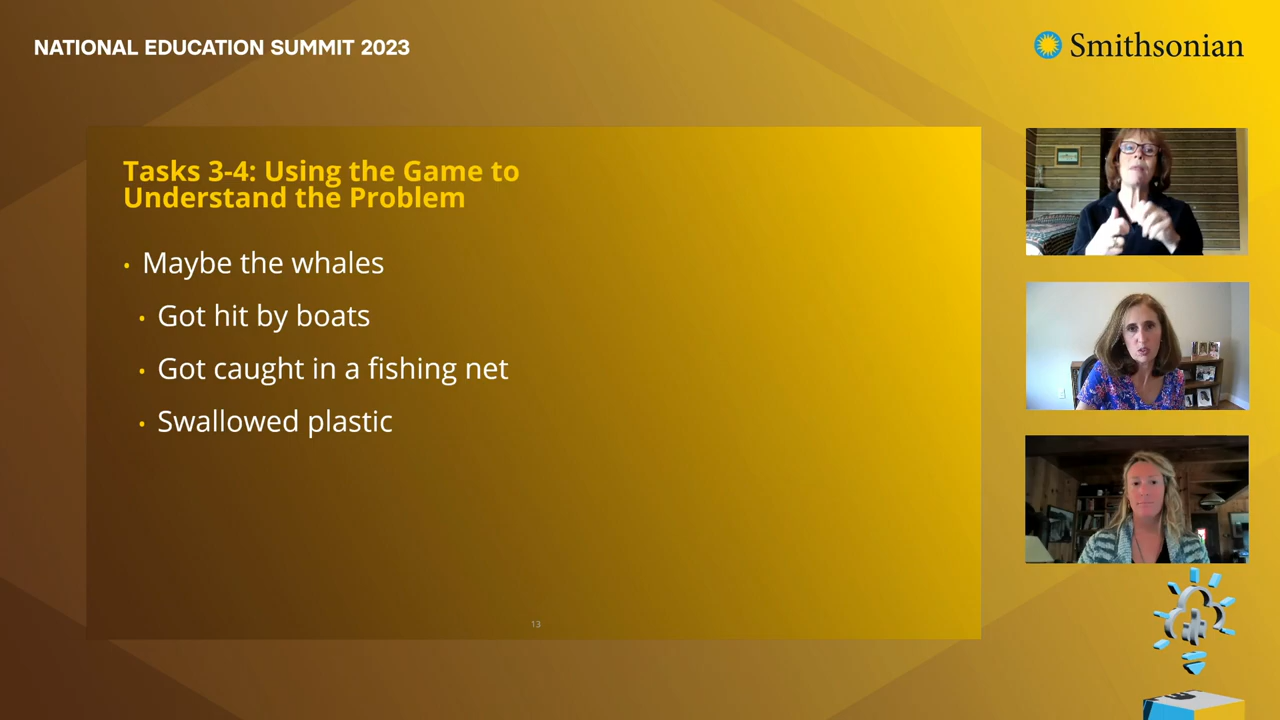 NATIONAL EDUCATION SUMMIT 2023
Smithsonian
Tasks 3-4: Using the Game to
Understand the Problem
• Maybe the whales
• Got hit by boats
• Got caught in a fishing net
• Swallowed plastic
13